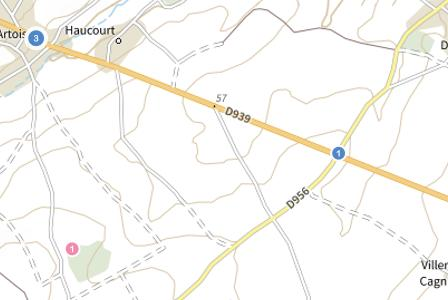 Artois
3
Haucourt
57
D939
1
D956
1
D
Viller
Cagn